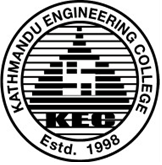 KATHMANDU ENGINEERING COLLEGE
KEC
Estd. 1998